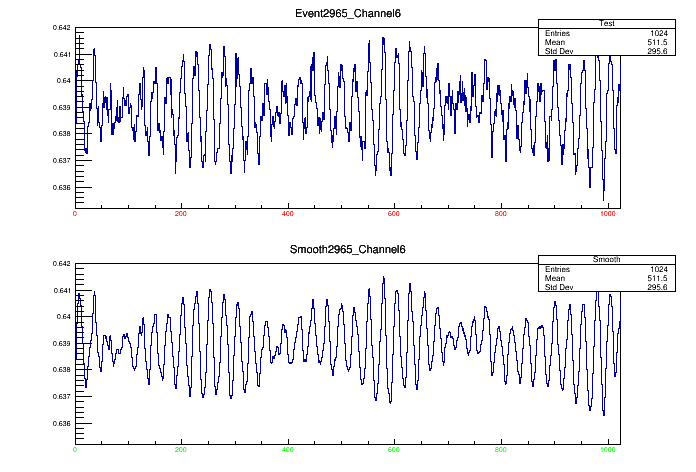 Event2965_Channel6
Test
Entries 1024
Mean 511.5
Std Dev 295.6
0.642
0.641
0.64
0.639
0.638
0.637
0.636
0 200 400 600 800 1000
Smooth2965_Channel6
Smooth
Entries 1024
Mean 511.5
Std Dev 295.6
0.642
0.641
0.64
0.639
0.638
0.637
0.636
0 200 400 600 800 1000